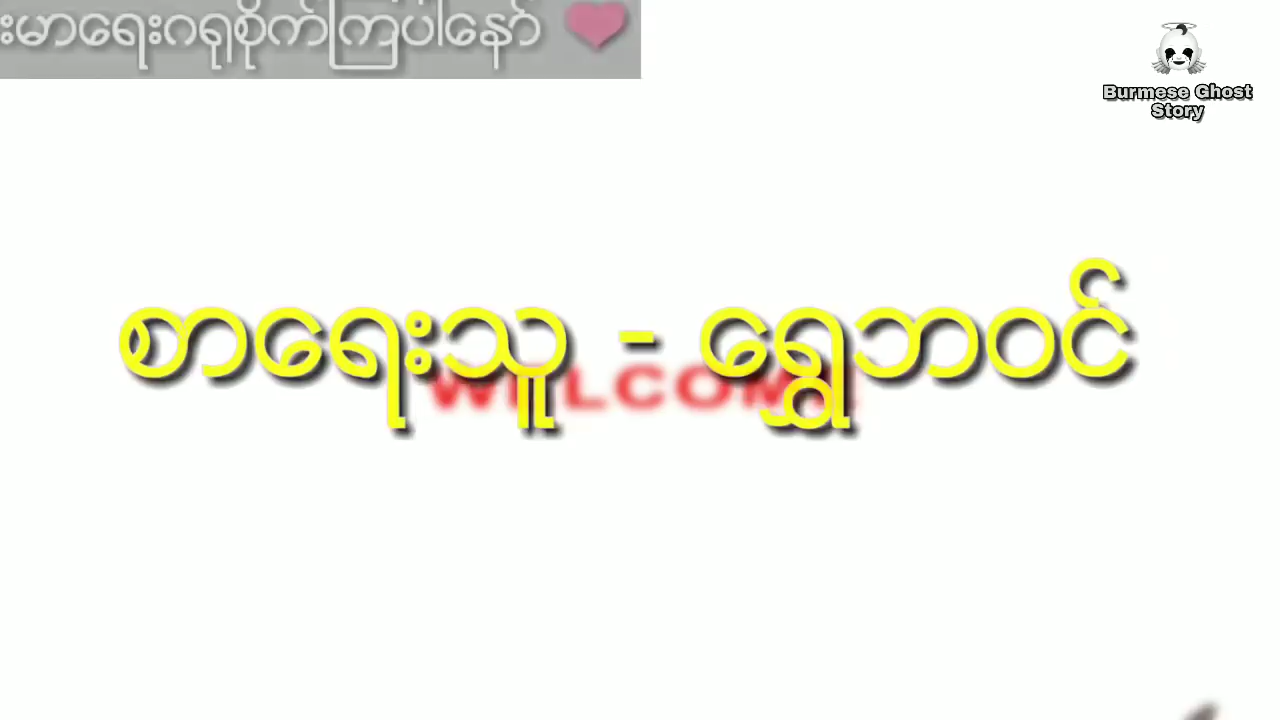 းမာရေးဂရုစိုက်ကြပါနော်
Burmese Ghost
Story
စာရေးသူ - ရွှေဘဝင်
WELCOME